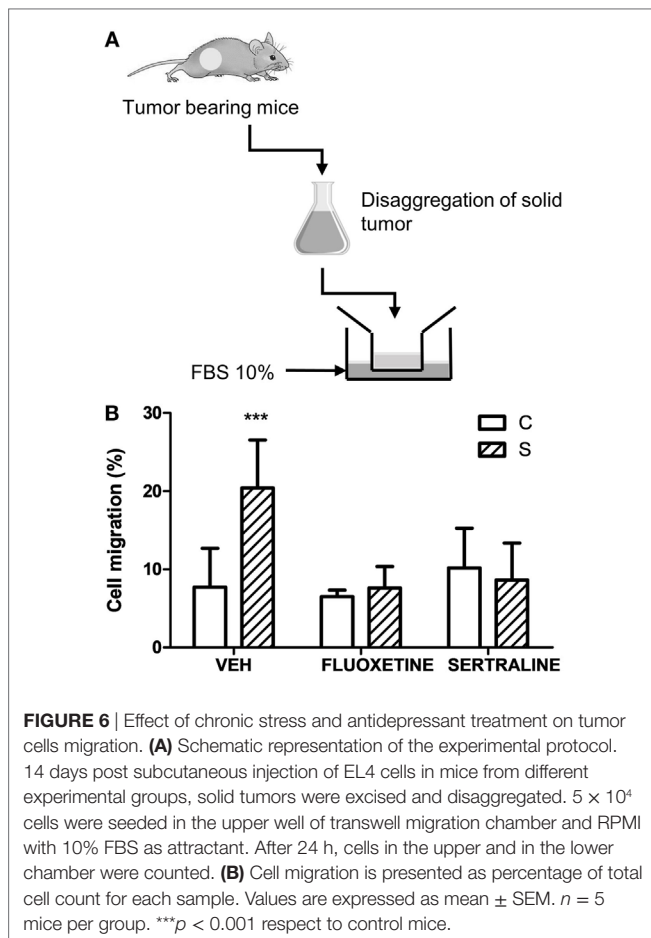 A
Tumor bearing mice
Disaggregation of solid
tumor
FBS 10%
B
Cell migration (%)
30
20
10
0
***
C
S
VEH
FLUOXETINE
SERTRALINE
FIGURE 6 | Effect of chronic stress and antidepressant treatment on tumor
cells migration. (A) Schematic representation of the experimental protocol.
14 days post subcutaneous injection of EL4 cells in mice from different
experimental groups, solid tumors were excised and disaggregated. 5 × 10⁴
cells were seeded in the upper well of transwell migration chamber and RPMI
with 10% FBS as attractant. After 24 h, cells in the upper and in the lower
chamber were counted. (B) Cell migration is presented as percentage of total
cell count for each sample. Values are expressed as mean ± SEM. n = 5
mice per group. ***p < 0.001 respect to control mice.